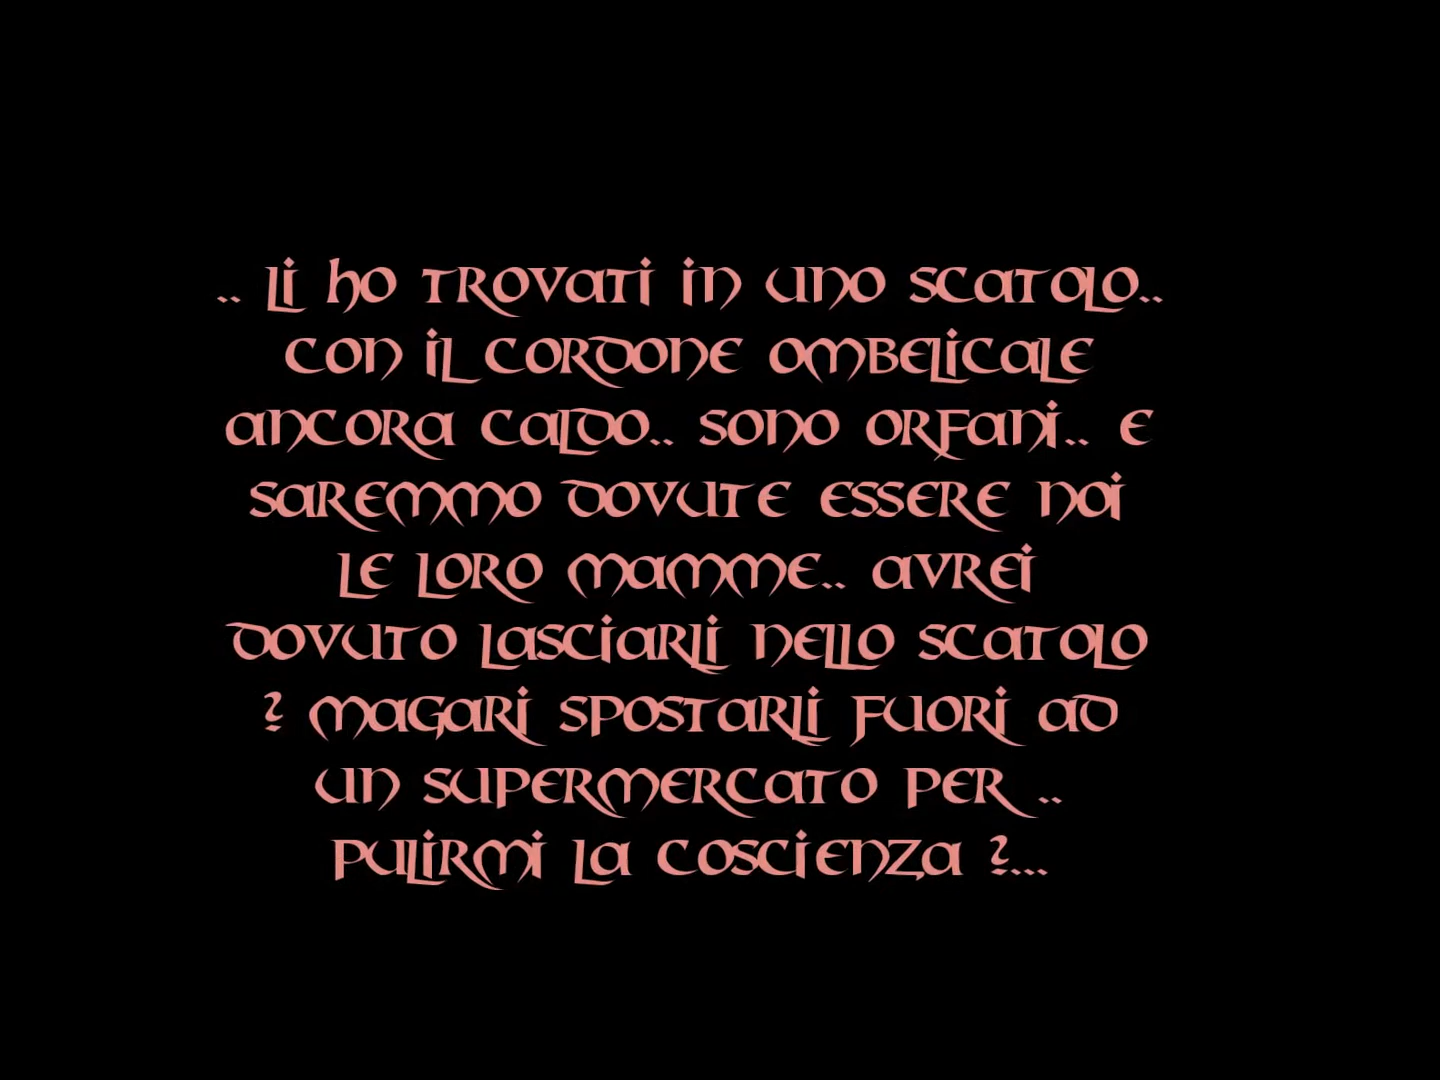 .. li ho trovati in uno scatolo..
con il cordone ombelicale
ancora caldo.. sono orfani.. e
saremmo dovute essere noi
le loro mamme.. avrei
dovuto lasciarli nello scatolo
? magari spostarli fuori ad
un supermercato per ..
pulirmi la coscienza ?...